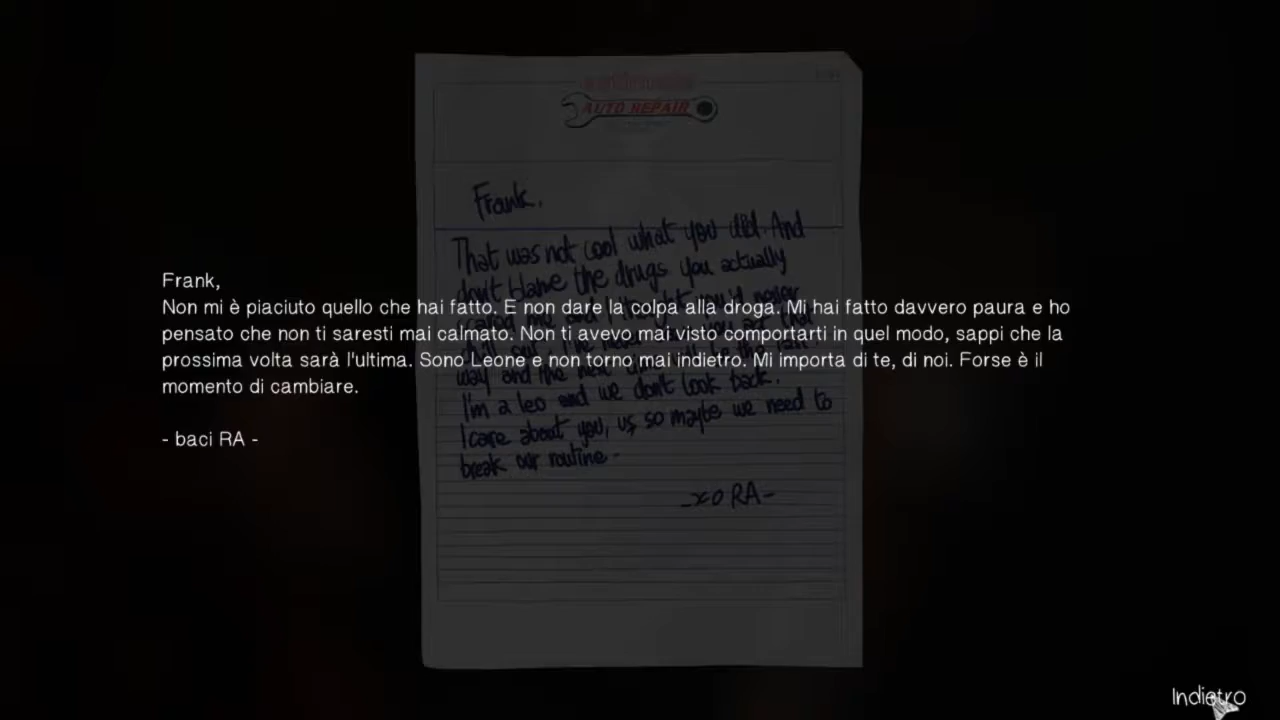 AUTO REPAIR
Frank,
That was not cool what you did. And
don't blame the drugs you actually
Frank,
Non mi è piaciuto quello che hai fatto. E non dare la colpa alla droga. Mi hai fatto davvero paura e ho
pensato che non ti saresti mai calmato. Non ti avevo mai visto comportarti in quel modo, sappi che la
prossima volta sarà l'ultima. Sono Leone e non torno mai indietro. Mi importa di te, di noi. Forse è il
momento di cambiare.
- baci RA -
I'm a leo and we don't look back.
I care about you, us, so maybe we need to
break our routine -
-xo RA-
Indietro